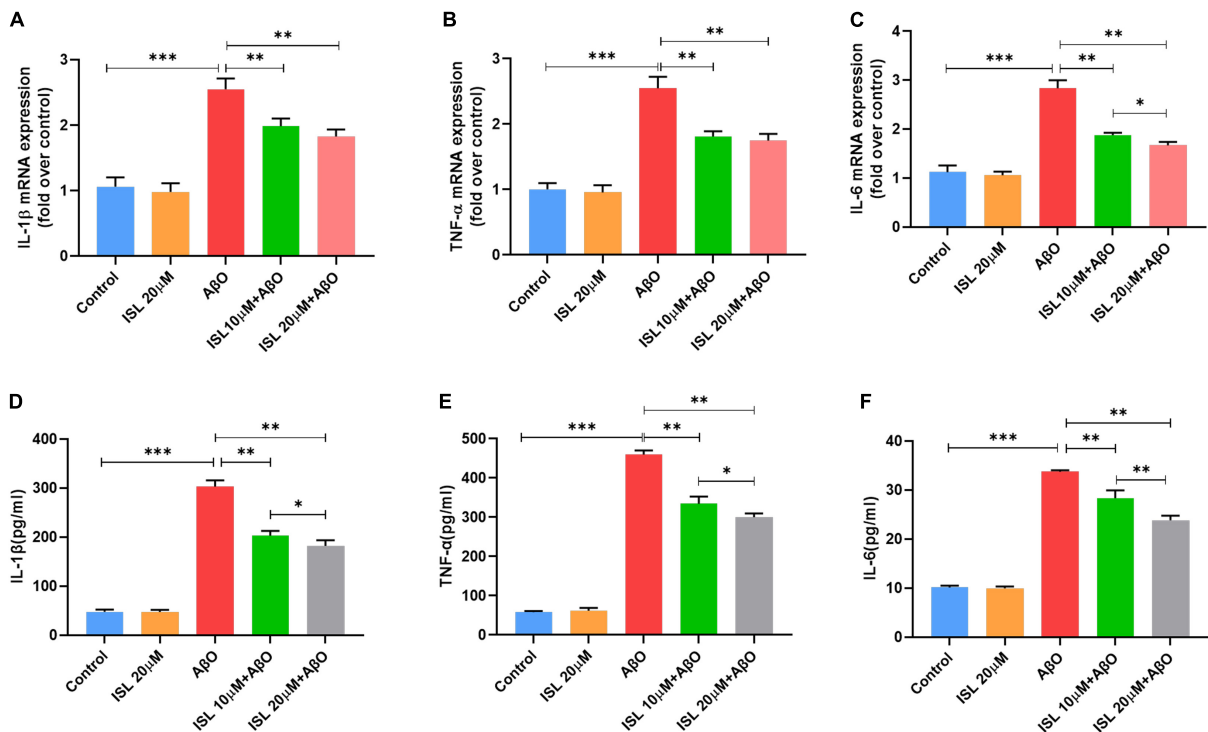 A
IL-1β mRNA expression
(fold over control)
3
2
1
0
***
**
**
Control
ISL 20μM
AβO
ISL10μM+AβO
ISL 20μM+AβO
B
TNF-α mRNA expression
(fold over control)
3
2
1
0
***
**
**
Control
ISL 20μM
AβO
ISL 10μM+AβO
ISL 20μM+AβO
C
IL-6 mRNA expression
(fold over control)
4
3
2
1
0
***
**
**
*
Control
ISL 20μM
AβO
ISL 10μM+AβO
ISL 20μM+AβO
D
IL-1β(pg/ml)
400
300
200
100
0
***
**
**
*
Control
ISL 20μM
AβO
ISL 10μM+AβO
ISL 20μM+AβO
E
TNF-α(pg/ml)
500
400
300
200
100
0
***
**
**
*
Control
ISL 20μM
AβO
ISL 10μM+AβO
ISL 20μM+AβO
F
IL-6(pg/ml)
40
30
20
10
0
***
**
**
**
Control
ISL 20μM
AβO
ISL 10μM+AβO
ISL 20μM+AβO